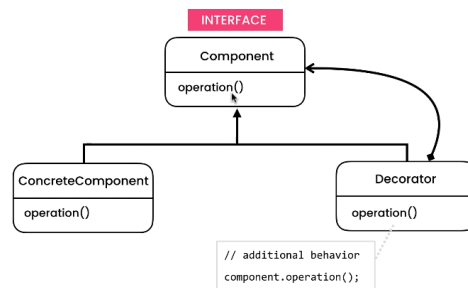 INTERFACE
Component
operation()
ConcreteComponent
operation()
Decorator
operation()
// additional behavior
component.operation();